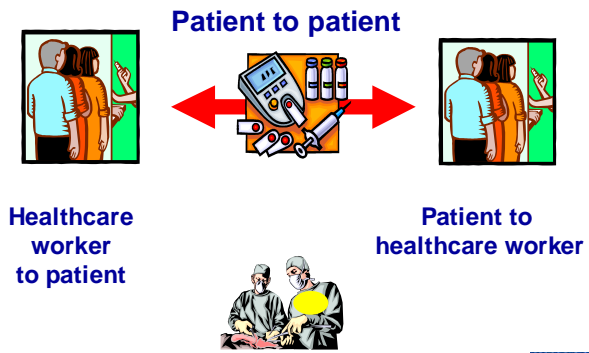 Patient to patient
Healthcare
worker
to patient
Patient to
healthcare worker